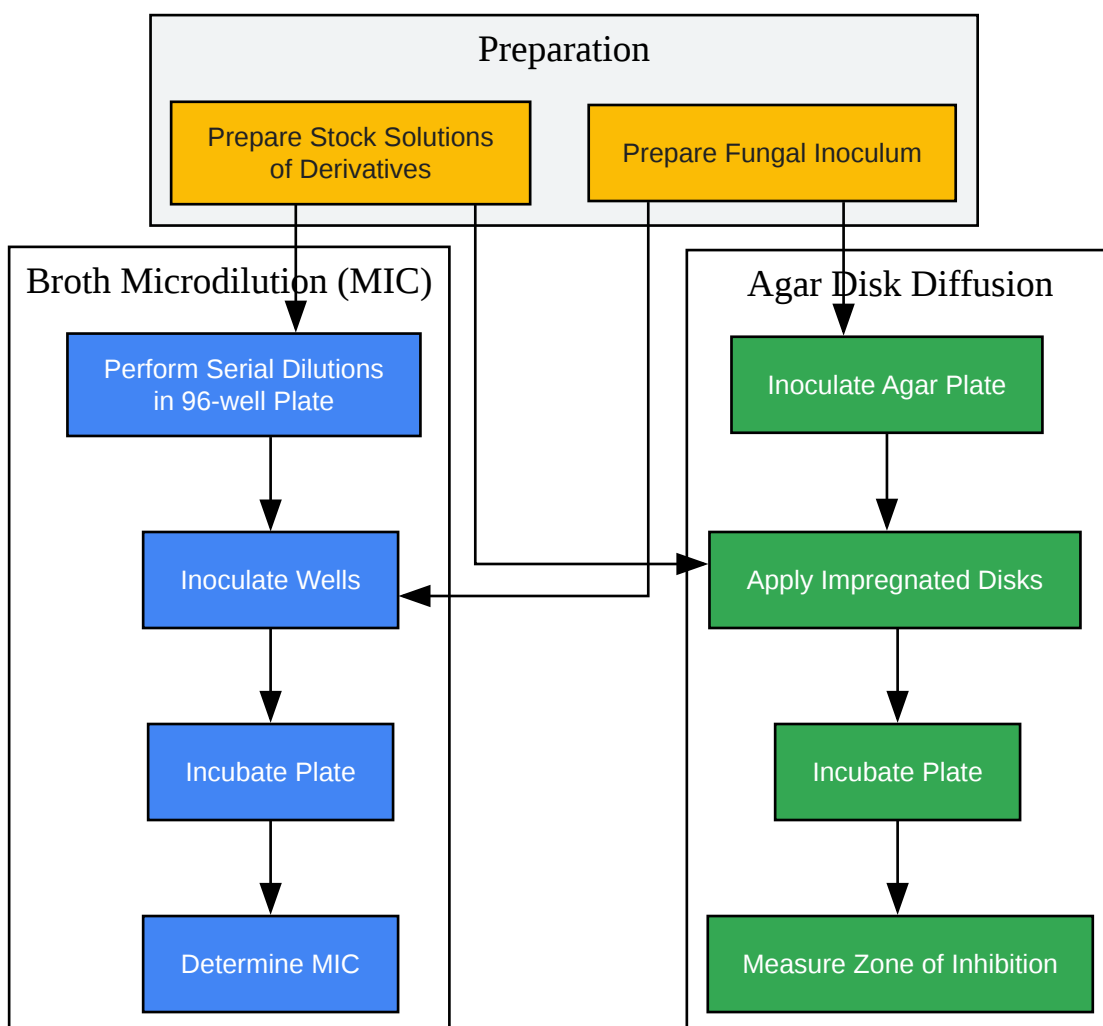 Preparation
Prepare Stock Solutions
of Derivatives
Prepare Fungal Inoculum
Broth Microdilution (MIC)
Perform Serial Dilutions
in 96-well Plate
Inoculate Wells
Incubate Plate
Determine MIC
Agar Disk Diffusion
Inoculate Agar Plate
Apply Impregnated Disks
Incubate Plate
Measure Zone of Inhibition